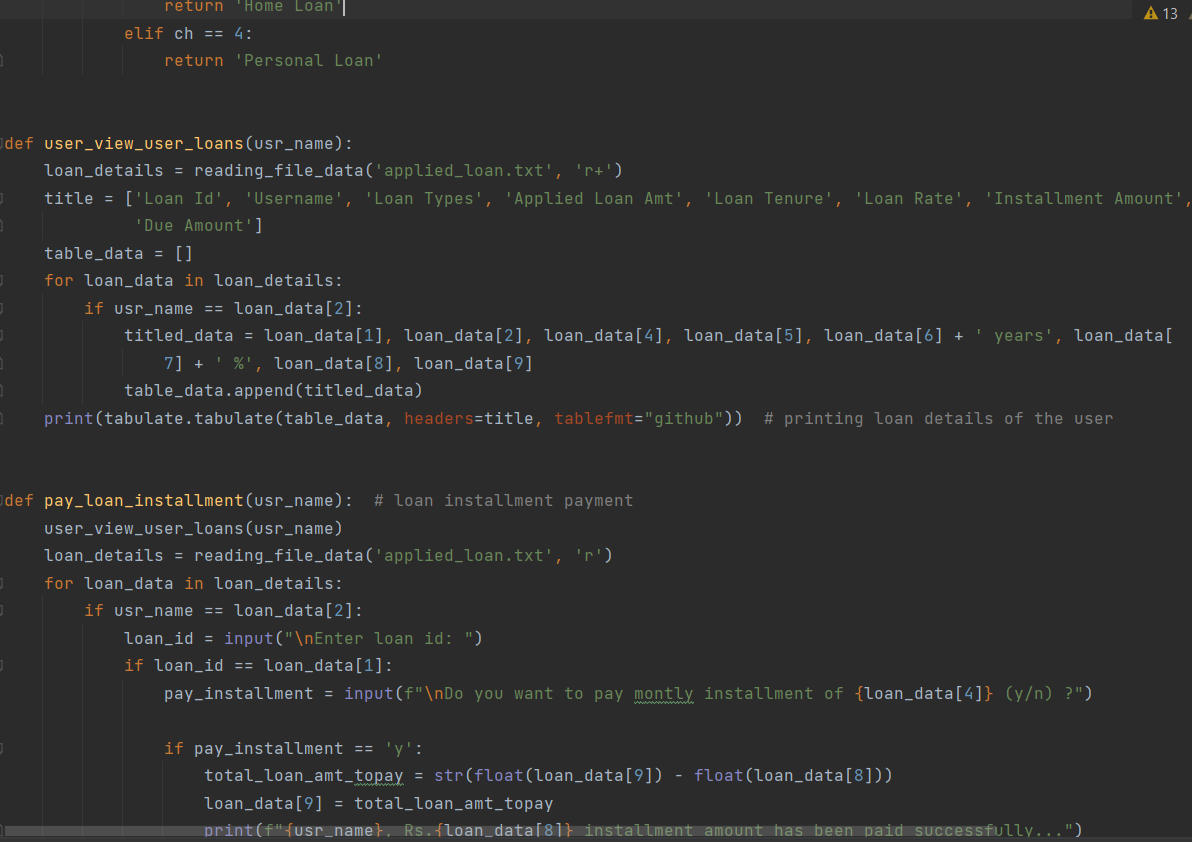 return 'Home Loan'
        elif ch == 4:
            return 'Personal Loan'
13
def user_view_user_loans(usr_name):
    loan_details = reading_file_data('applied_loan.txt', 'r+')
    title = ['Loan Id', 'Username', 'Loan Types', 'Applied Loan Amt', 'Loan Tenure', 'Loan Rate', 'Installment Amount',
             'Due Amount']
    table_data = []
    for loan_data in loan_details:
        if usr_name == loan_data[2]:
            titled_data = loan_data[1], loan_data[2], loan_data[4], loan_data[5], loan_data[6] + ' years', loan_data[
                7] + ' %', loan_data[8], loan_data[9]
            table_data.append(titled_data)
    print(tabulate.tabulate(table_data, headers=title, tablefmt="github"))  # printing loan details of the user
def pay_loan_installment(usr_name):  # loan installment payment
    user_view_user_loans(usr_name)
    loan_details = reading_file_data('applied_loan.txt', 'r')
    for loan_data in loan_details:
        if usr_name == loan_data[2]:
            loan_id = input("\nEnter loan id: ")
            if loan_id == loan_data[1]:
                pay_installment = input(f"\nDo you want to pay montly installment of {loan_data[4]} (y/n) ?")
                if pay_installment == 'y':
                    total_loan_amt_topay = str(float(loan_data[9]) - float(loan_data[8]))
                    loan_data[9] = total_loan_amt_topay
                    print(f"{usr_name}, Rs.{loan_data[8]} installment amount has been paid successfully...")